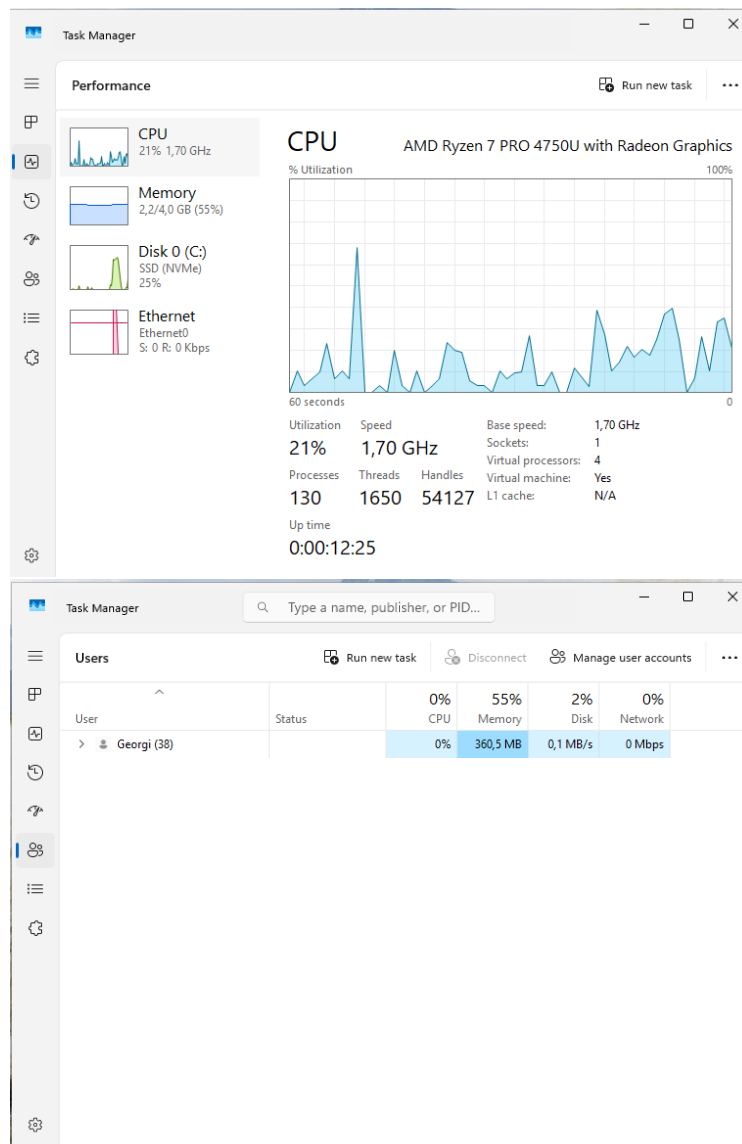 Task Manager
Performance
Run new task
CPU
21% 1,70 GHz
Memory
2,2/4,0 GB (55%)
Disk 0 (C:)
SSD (NVMe)
25%
Ethernet
Ethernet0
S: 0 R: 0 Kbps
CPU AMD Ryzen 7 PRO 4750U with Radeon Graphics
% Utilization 100%
60 seconds 0
Utilization Speed
21% 1,70 GHz
Processes Threads Handles
130 1650 54127
Up time
0:00:12:25
Base speed: 1,70 GHz
Sockets: 1
Virtual processors: 4
Virtual machine: Yes
L1 cache: N/A
Task Manager Type a name, publisher, or PID...
Users Run new task Disconnect Manage user accounts
0% 55% 2% 0%
User Status CPU Memory Disk Network
Georgi (38) 0% 360,5 MB 0,1 MB/s 0 Mbps